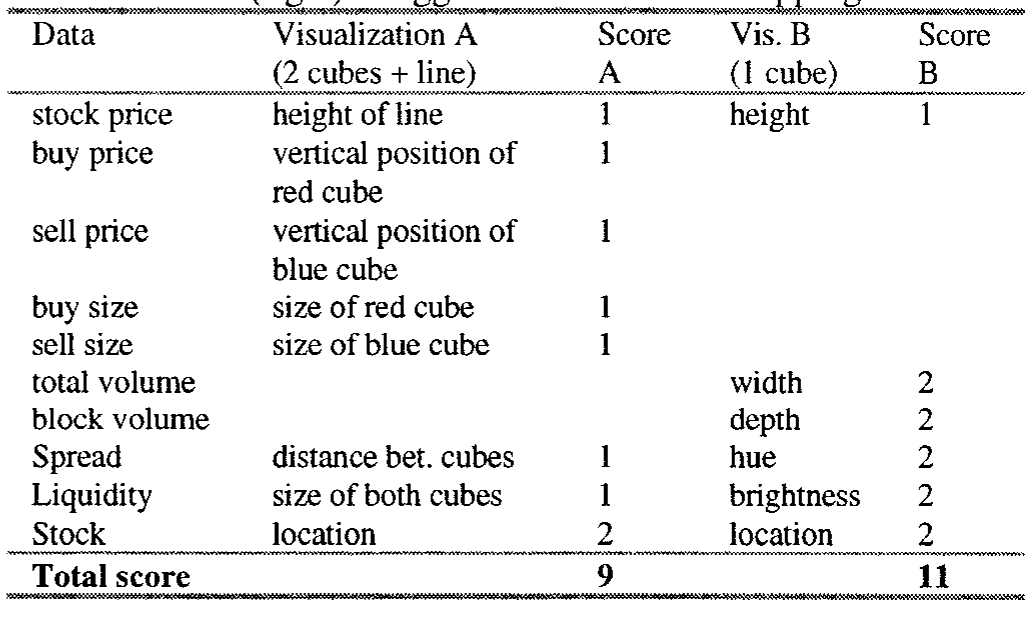 Data Visualization A Score Vis. B Score
(2 cubes + line) A (1 cube) B
stock price height of line 1 height 1
buy price vertical position of 1
red cube
sell price vertical position of 1
blue cube
buy size size of red cube 1
sell size size of blue cube 1
total volume width 2
block volume depth 2
Spread distance bet. cubes 1 hue 2
Liquidity size of both cubes 1 brightness 2
Stock location 2 location 2
Total score 9 11